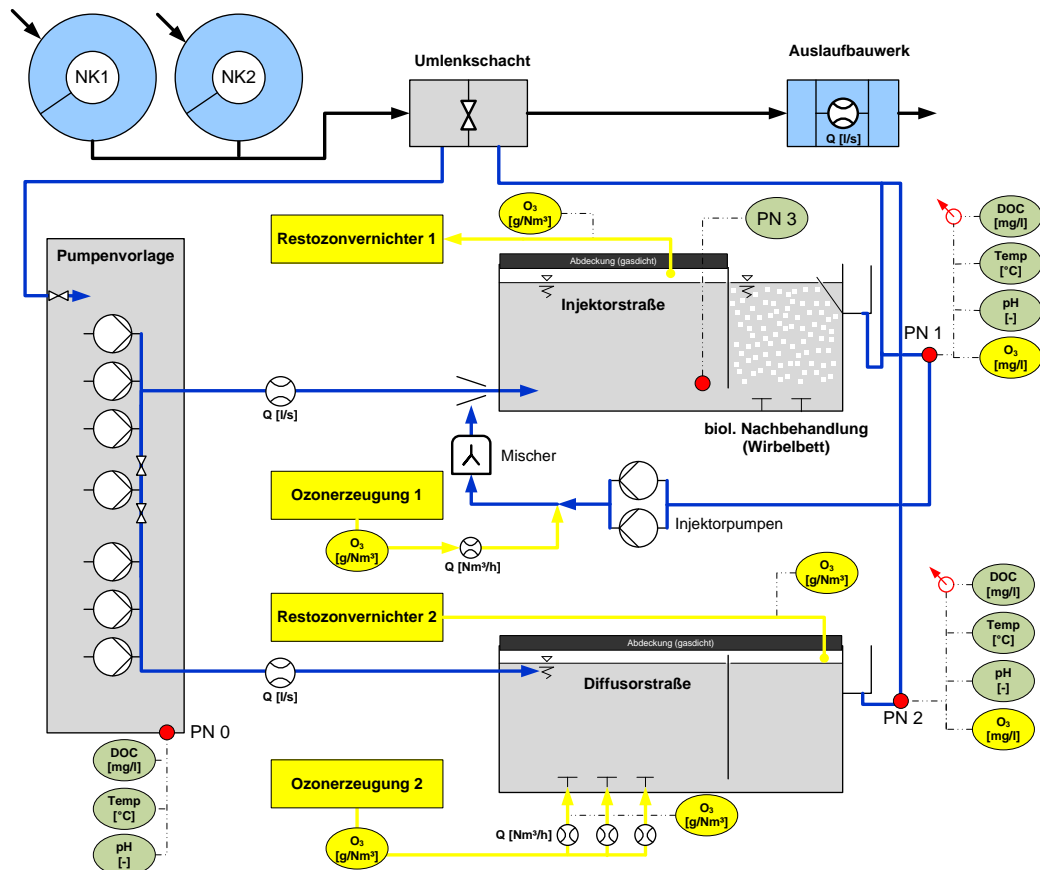 NK1
NK2
Umlenkschacht
Auslaufbauwerk
Q [l/s]
O₃
[g/Nm³]
PN 3
DOC
[mg/l]
Temp
[°C]
pH
[-]
O₃
[mg/l]
PN 1
Restozonvernichter 1
Pumpenvorlage
Abdeckung (gasdicht)
Injektorstraße
Q [l/s]
biol. Nachbehandlung
(Wirbelbett)
Mischer
Ozonerzeugung 1
Injektorpumpen
O₃
[g/Nm³]
Q [Nm³/h]
O₃
[g/Nm³]
Restozonvernichter 2
Abdeckung (gasdicht)
Diffusorstraße
Q [l/s]
DOC
[mg/l]
Temp
[°C]
pH
[-]
O₃
[mg/l]
PN 2
PN 0
DOC
[mg/l]
Temp
[°C]
pH
[-]
Ozonerzeugung 2
O₃
[g/Nm³]
Q [Nm³/h]
O₃
[g/Nm³]